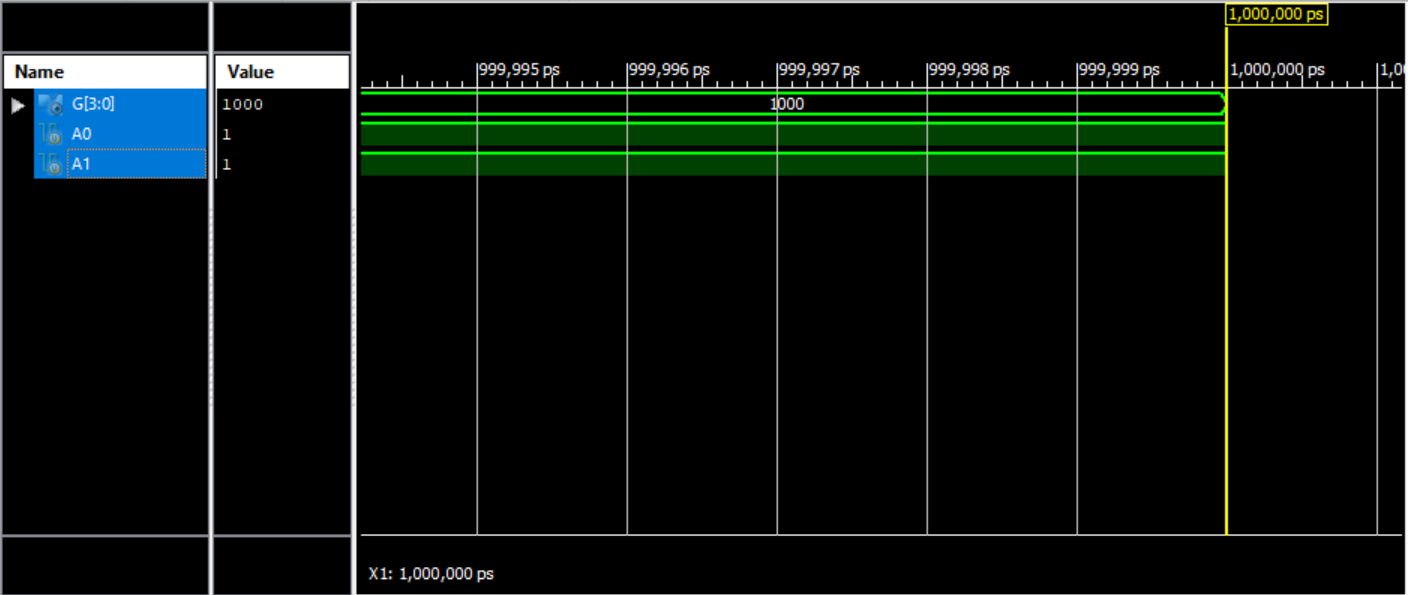 1,000,000 ps
Name Value
999,995 ps 999,996 ps 999,997 ps 999,998 ps 999,999 ps 1,000,000 ps
G[3:0] 1000 1000
A0 1
A1 1
X1: 1,000,000 ps